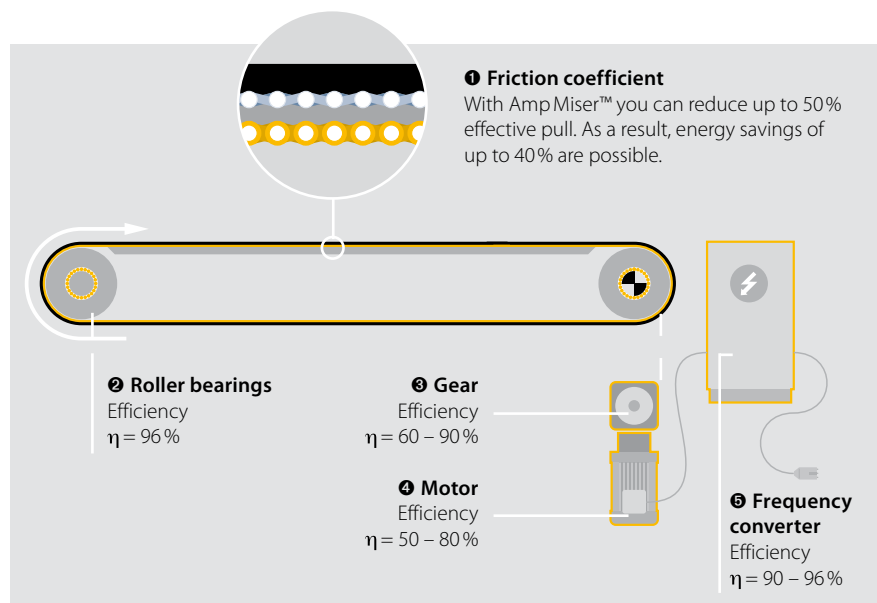 ❶ Friction coefficient
With Amp Miser™ you can reduce up to 50 %
effective pull. As a result, energy savings of
up to 40 % are possible.
❷ Roller bearings
Efficiency
η = 96 %
❸ Gear
Efficiency
η = 60 – 90 %
❹ Motor
Efficiency
η = 50 – 80 %
❺ Frequency
converter
Efficiency
η = 90 – 96 %